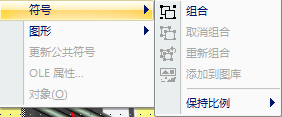 符号
图形
更新公共符号
OLE 属性...
对象(O)
组合
取消组合
重新组合
添加到图库
保持比例